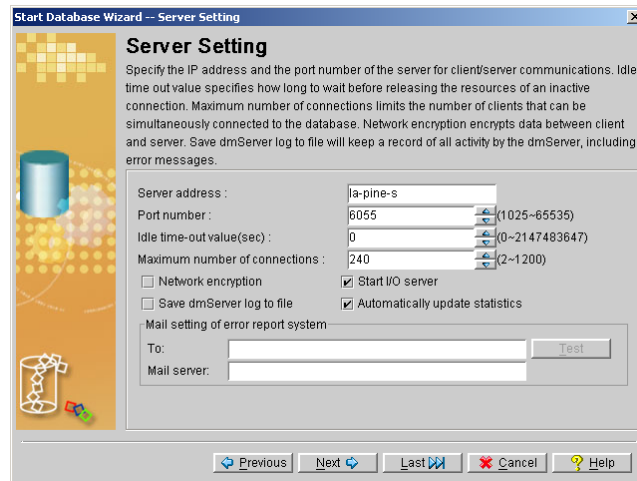 Start Database Wizard -- Server Setting
Server Setting
Specify the IP address and the port number of the server for client/server communications. Idle
time out value specifies how long to wait before releasing the resources of an inactive
connection. Maximum number of connections limits the number of clients that can be
simultaneously connected to the database. Network encryption encrypts data between client
and server. Save dmServer log to file will keep a record of all activity by the dmServer, including
error messages.
Server address : la-pine-s
Port number : 6055 (1025~65535)
Idle time-out value(sec) : 0 (0~2147483647)
Maximum number of connections : 240 (2~1200)
Network encryption Start I/O server
Save dmServer log to file Automatically update statistics
Mail setting of error report system
To: Test
Mail server:
Previous Next Last Cancel Help